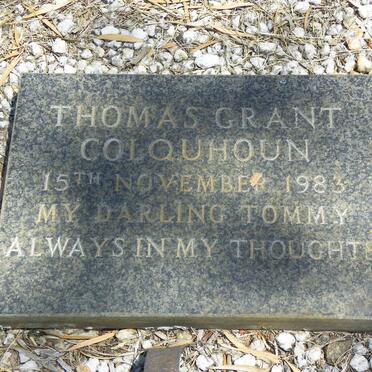 THOMAS GRANT
COLQUHOUN
15TH NOVEMBER 1983
MY DARLING TOMMY
ALWAYS IN MY THOUGHTS